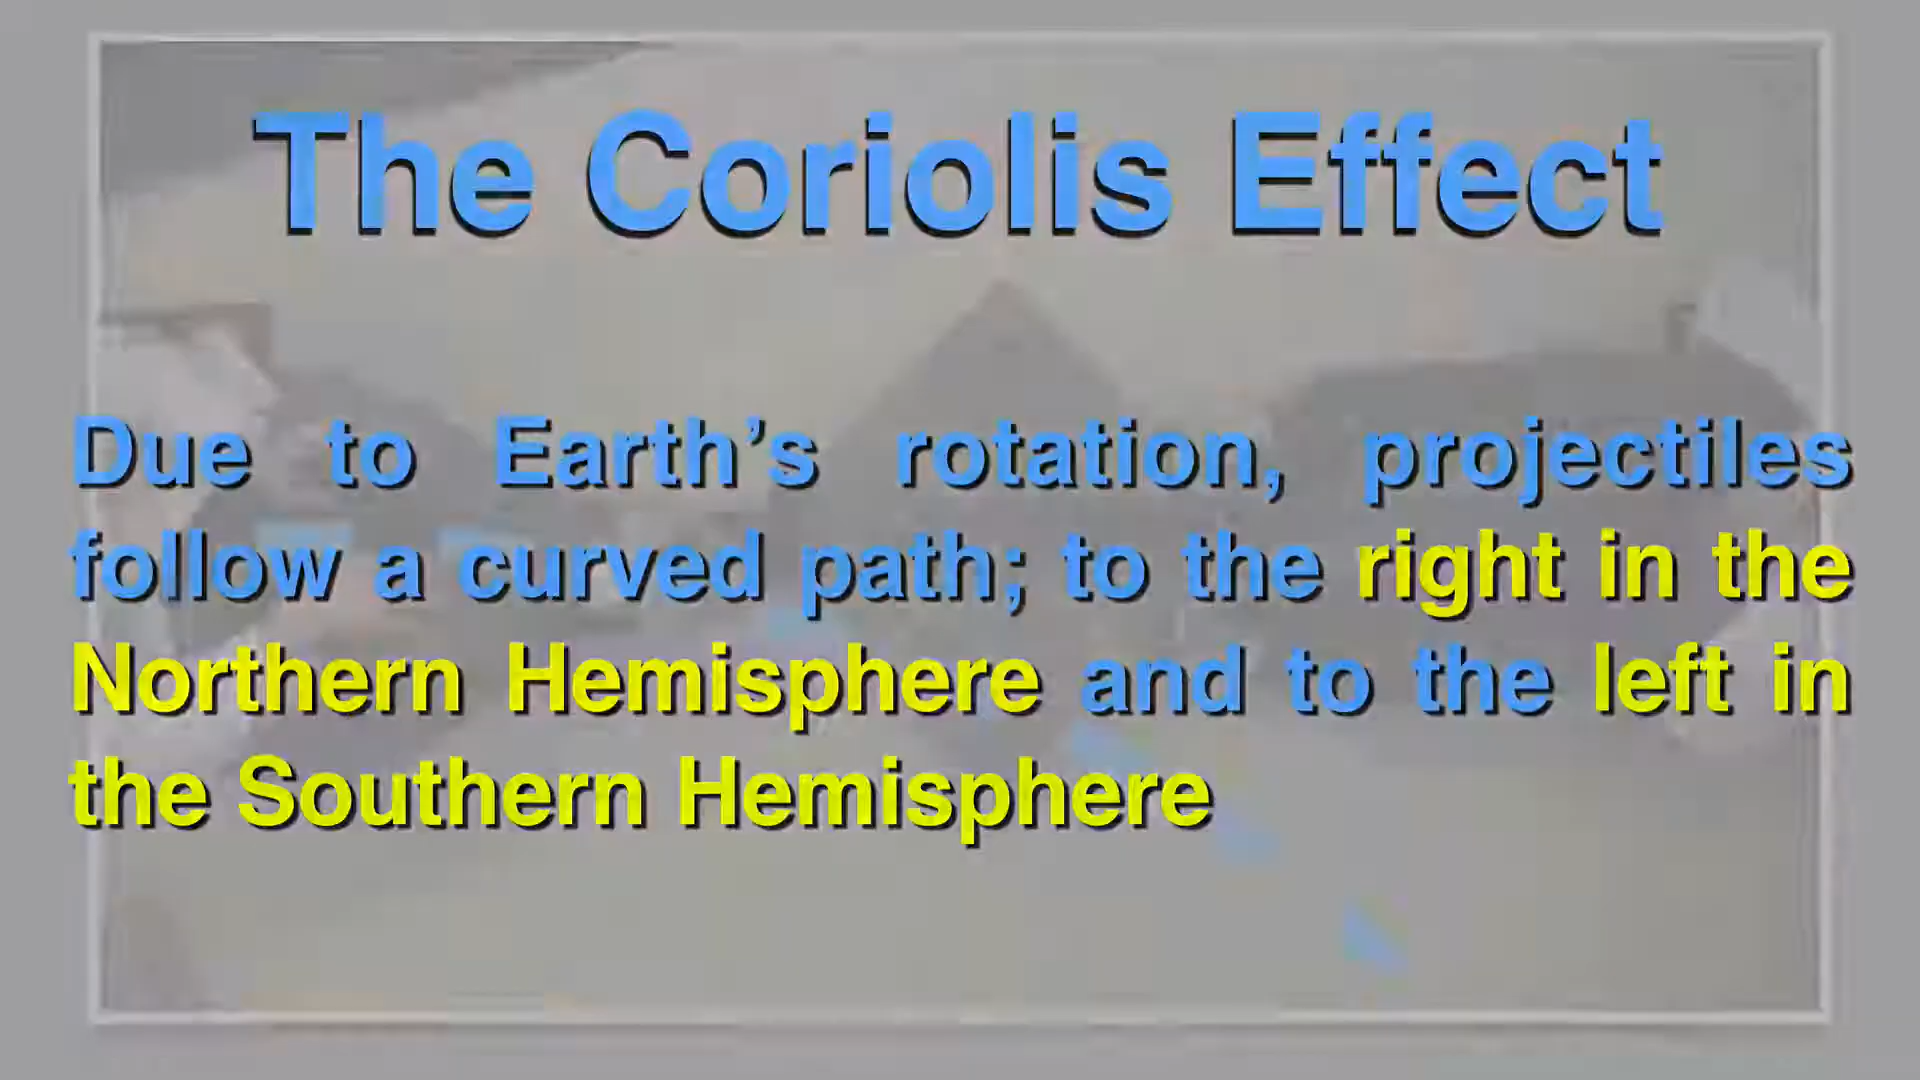 The Coriolis Effect
Due to Earth’s rotation, projectiles
follow a curved path; to the right in the
Northern Hemisphere and to the left in
the Southern Hemisphere